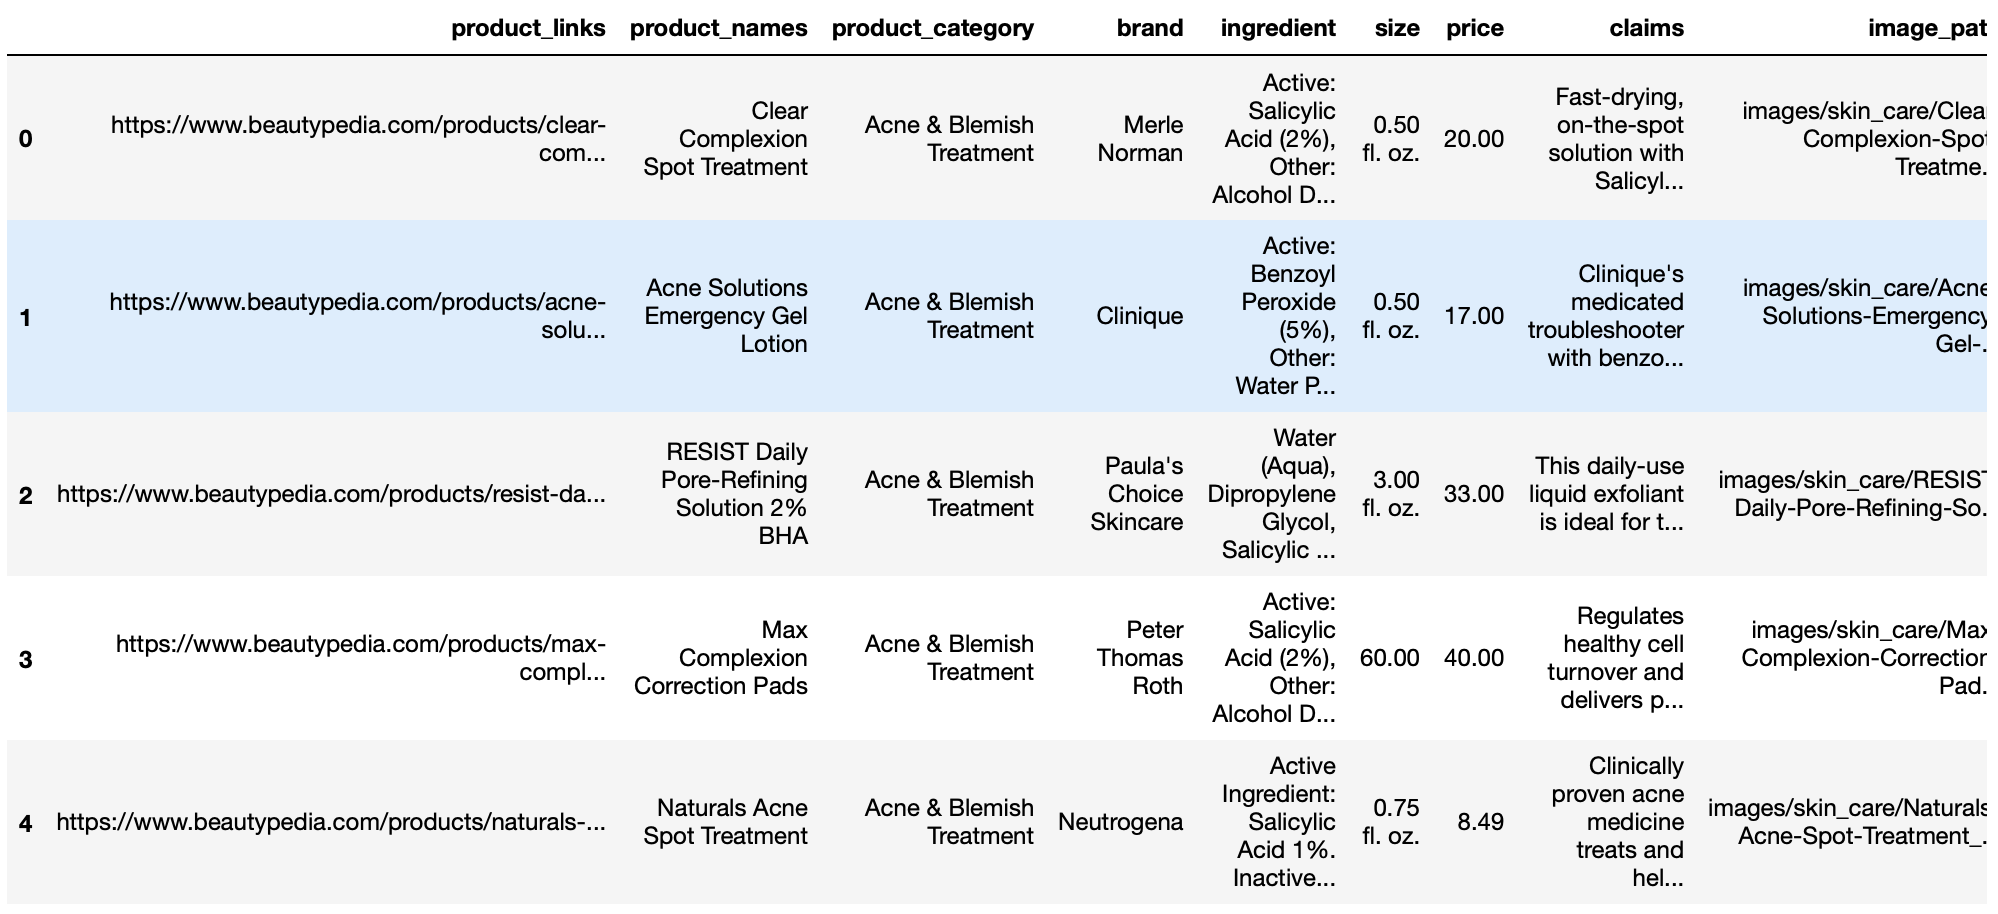 product_links product_names product_category brand ingredient size price claims image_pat
0 https://www.beautypedia.com/products/clear-com... Clear Complexion Spot Treatment Acne & Blemish Treatment Merle Norman Active: Salicylic Acid (2%), Other: Alcohol D... 0.50 fl. oz. 20.00 Fast-drying, on-the-spot solution with Salicyl... images/skin_care/Clear Complexion-Spot Treatme.
1 https://www.beautypedia.com/products/acne-solu... Acne Solutions Emergency Gel Lotion Acne & Blemish Treatment Clinique Active: Benzoyl Peroxide (5%), Other: Water P... 0.50 fl. oz. 17.00 Clinique's medicated troubleshooter with benzo... images/skin_care/Acne Solutions-Emergency Gel-.
2 https://www.beautypedia.com/products/resist-da... RESIST Daily Pore-Refining Solution 2% BHA Acne & Blemish Treatment Paula's Choice Skincare Water (Aqua), Dipropylene Glycol, Salicylic ... 3.00 fl. oz. 33.00 This daily-use liquid exfoliant is ideal for t... images/skin_care/RESIST Daily-Pore-Refining-So.
3 https://www.beautypedia.com/products/max-compl... Max Complexion Correction Pads Acne & Blemish Treatment Peter Thomas Roth Active: Salicylic Acid (2%), Other: Alcohol D... 60.00 40.00 Regulates healthy cell turnover and delivers p... images/skin_care/Max Complexion-Correction Pad.
4 https://www.beautypedia.com/products/naturals-... Naturals Acne Spot Treatment Acne & Blemish Treatment Neutrogena Active Ingredient: Salicylic Acid 1%. Inactive... 0.75 fl. oz. 8.49 Clinically proven acne medicine treats and hel... images/skin_care/Naturals Acne-Spot-Treatment_.